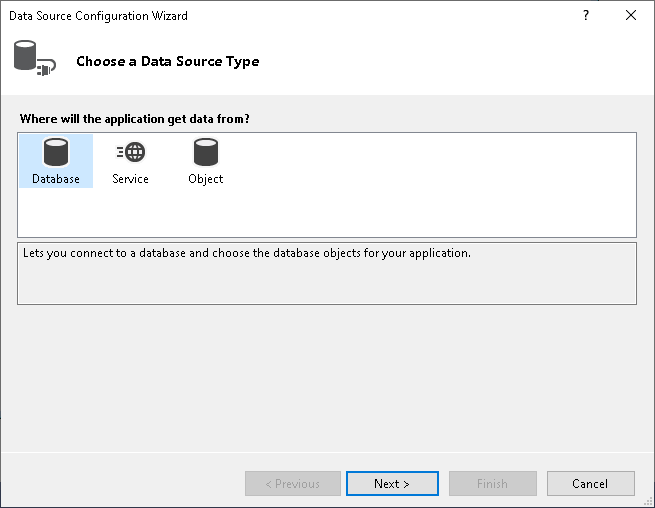 Data Source Configuration Wizard
?
Choose a Data Source Type
Where will the application get data from?
Database Service Object
Lets you connect to a database and choose the database objects for your application.
< Previous Next > Finish Cancel